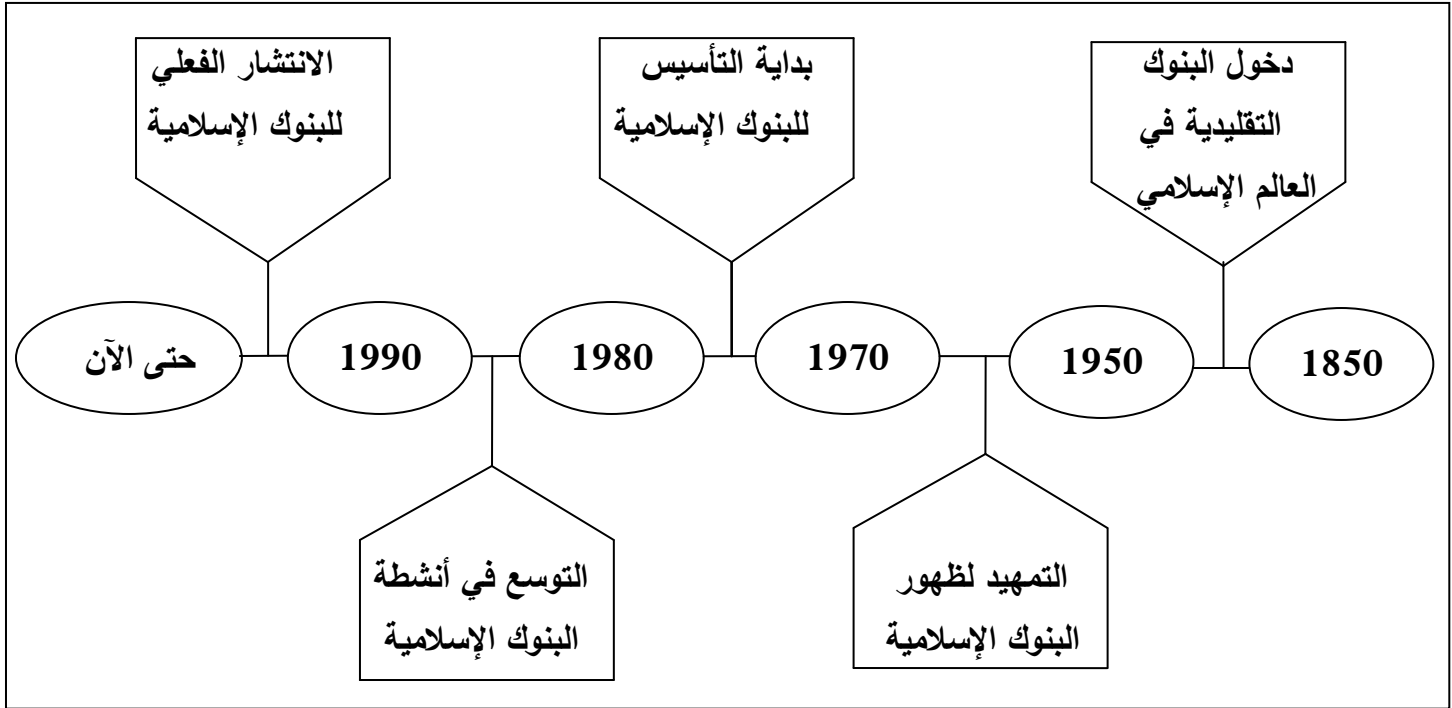 دخول البنوك
التقليدية في
العالم الإسلامي
بداية التأسيس
للبنوك الإسلامية
الانتشار الفعلي
للبنوك الإسلامية
1850
1950
1970
1980
1990
حتى الآن
التمهيد لظهور
البنوك الإسلامية
التوسع في أنشطة
البنوك الإسلامية